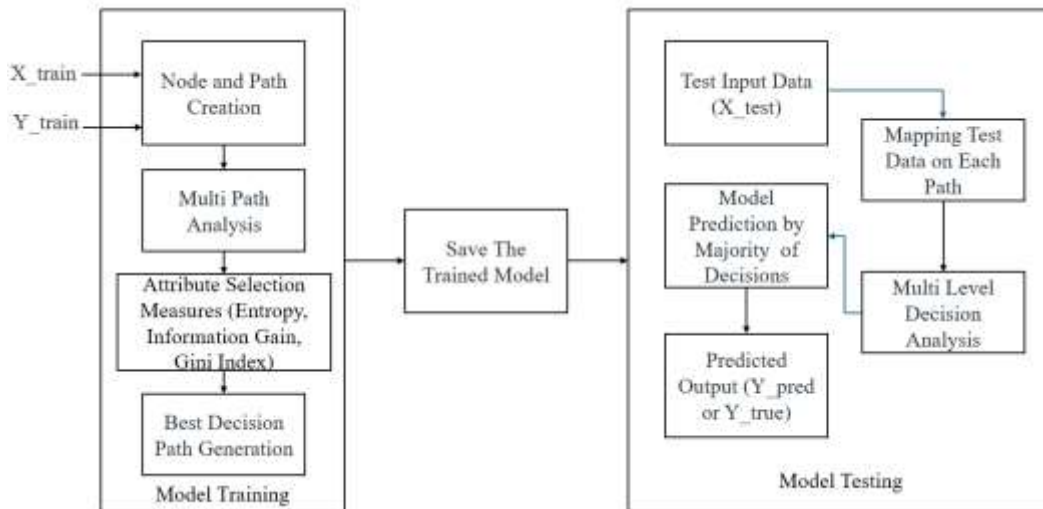 X_train
Y_train
Node and Path
Creation
Multi Path
Analysis
Attribute Selection
Measures (Entropy,
Information Gain,
Gini Index)
Best Decision
Path Generation
Model Training
Save The
Trained Model
Test Input Data
(X_test)
Mapping Test
Data on Each
Path
Multi Level
Decision
Analysis
Model
Prediction by
Majority of
Decisions
Predicted
Output (Y_pred
or Y_true)
Model Testing